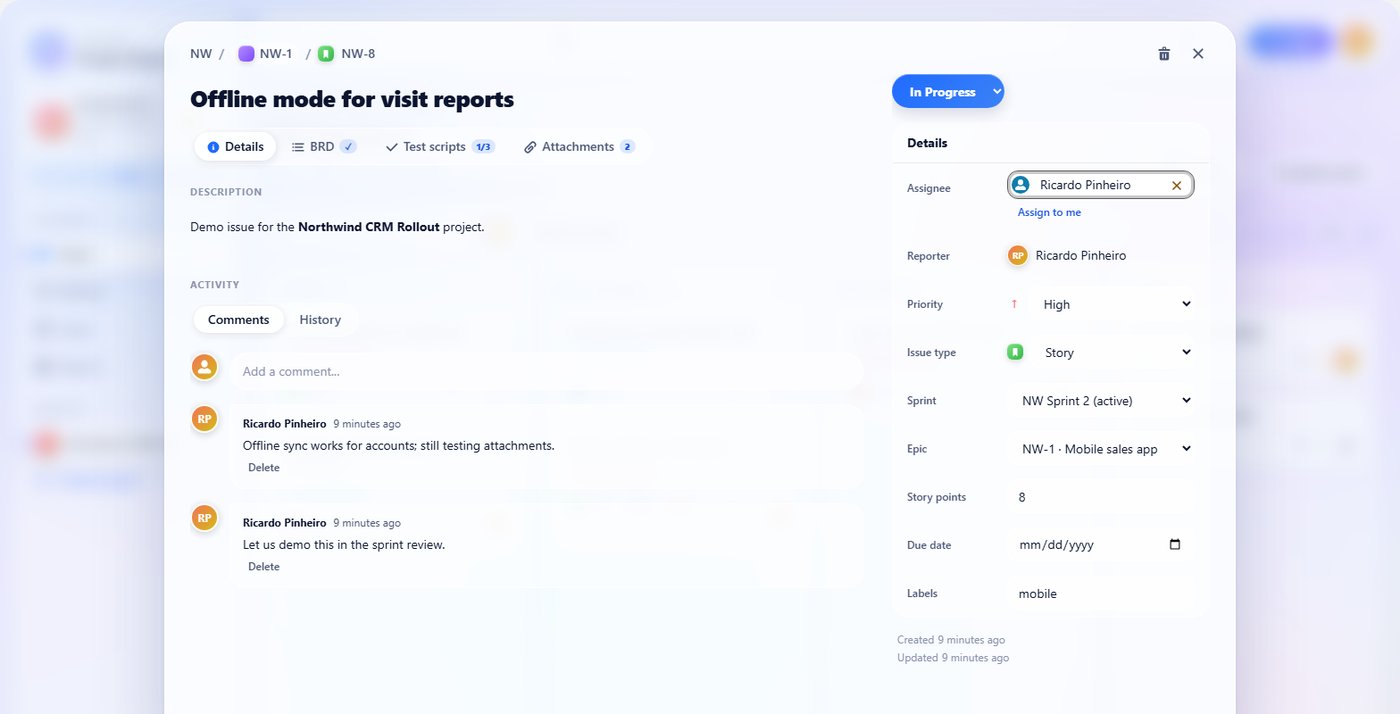 NW / NW-1 / NW-8
Offline mode for visit reports
In Progress
Details
BRD ✓
Test scripts 1/3
Attachments 2
DESCRIPTION
Demo issue for the Northwind CRM Rollout project.
ACTIVITY
Comments
History
Add a comment...
RP
Ricardo Pinheiro 9 minutes ago
Offline sync works for accounts; still testing attachments.
Delete
RP
Ricardo Pinheiro 9 minutes ago
Let us demo this in the sprint review.
Delete
Details
Assignee Ricardo Pinheiro
Assign to me
Reporter RP Ricardo Pinheiro
Priority ↑ High
Issue type Story
Sprint NW Sprint 2 (active)
Epic NW-1 · Mobile sales app
Story points 8
Due date mm/dd/yyyy
Labels mobile
Created 9 minutes ago
Updated 9 minutes ago